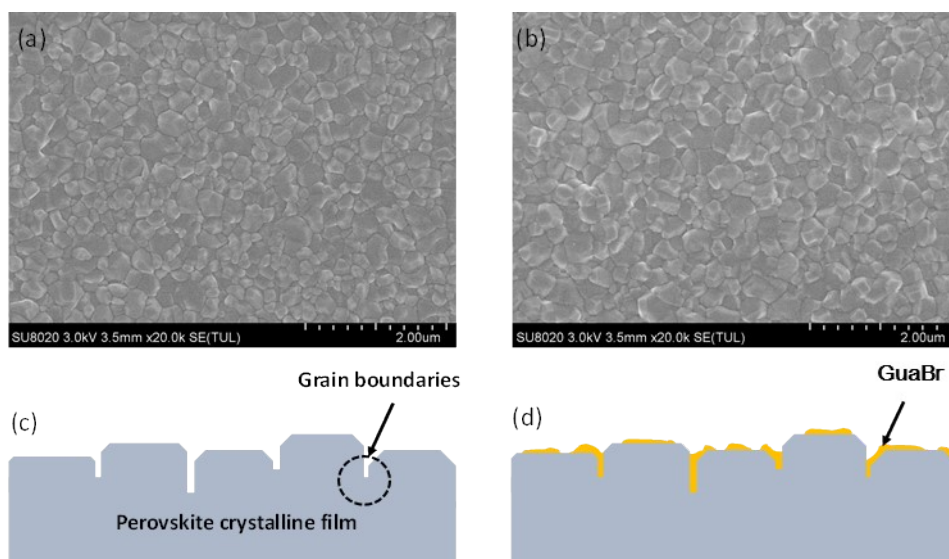 (a)
(b)
SU8020 3.0kV 3.5mm x20.0k SE(TUL) 2.00um
SU8020 3.0kV 3.5mm x20.0k SE(TUL) 2.00um
Grain boundaries
GuaBr
(c)
(d)
Perovskite crystalline film